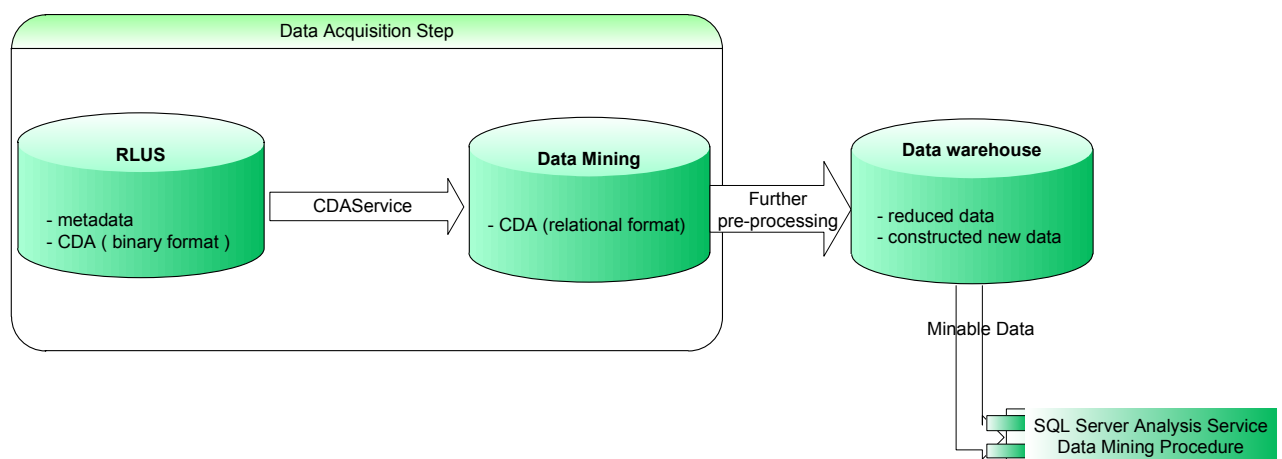 Data Acquisition Step
RLUS
- metadata
- CDA ( binary format )
CDAService
Data Mining
- CDA (relational format)
Further
pre-processing
Data warehouse
- reduced data
- constructed new data
Minable Data
SQL Server Analysis Service
Data Mining Procedure